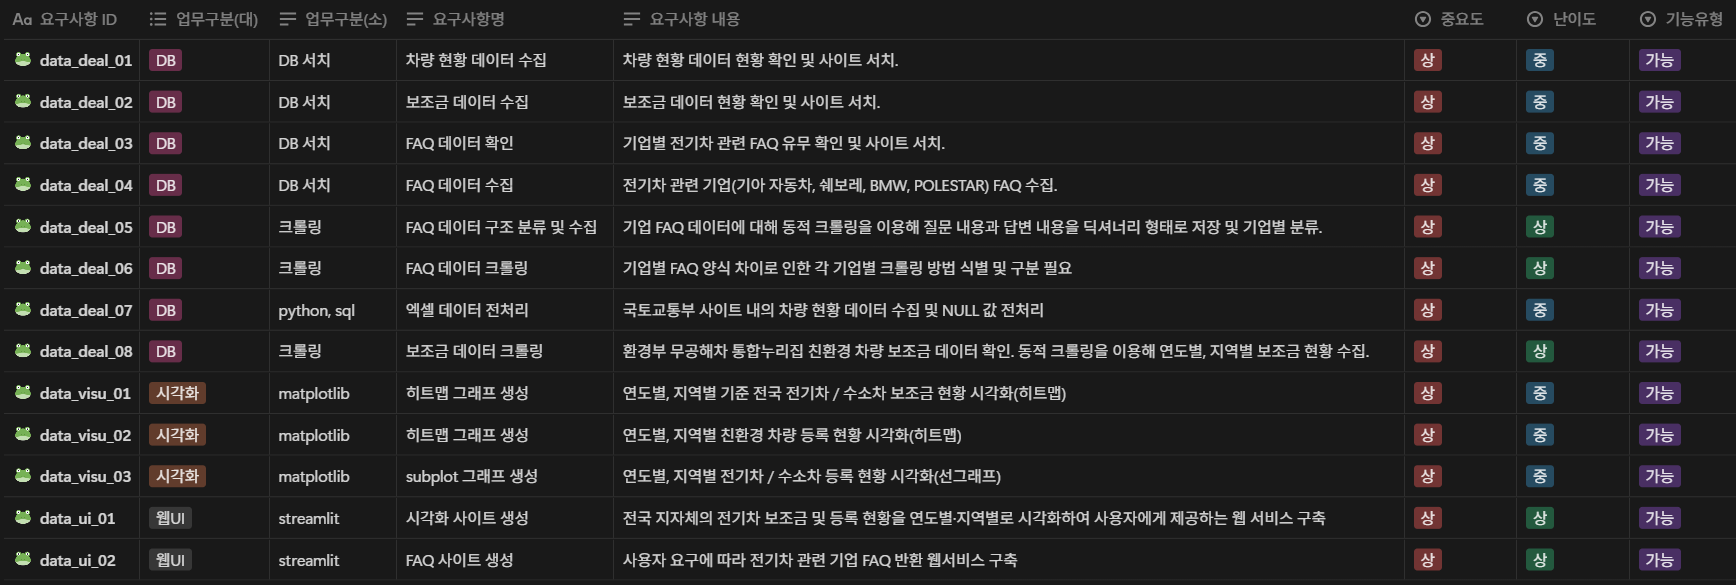 Aa 요구사항 ID 업무구분(대) 업무구분(소) 요구사항명 요구사항 내용 중요도 난이도 기능유형
data_deal_01 DB DB 서치 차량 현황 데이터 수집 차량 현황 데이터 현황 확인 및 사이트 서치. 상 중 가능
data_deal_02 DB DB 서치 보조금 데이터 수집 보조금 데이터 현황 확인 및 사이트 서치. 상 중 가능
data_deal_03 DB DB 서치 FAQ 데이터 확인 기업별 전기차 관련 FAQ 유무 확인 및 사이트 서치. 상 중 가능
data_deal_04 DB DB 서치 FAQ 데이터 수집 전기차 관련 기업(기아 자동차, 쉐보레, BMW, POLESTAR) FAQ 수집. 상 중 가능
data_deal_05 DB 크롤링 FAQ 데이터 구조 분류 및 수집 기업 FAQ 데이터에 대해 동적 크롤링을 이용해 질문 내용과 답변 내용을 딕셔너리 형태로 저장 및 기업별 분류. 상 상 가능
data_deal_06 DB 크롤링 FAQ 데이터 크롤링 기업별 FAQ 양식 차이로 인한 각 기업별 크롤링 방법 식별 및 구분 필요 상 상 가능
data_deal_07 DB python, sql 엑셀 데이터 전처리 국토교통부 사이트 내의 차량 현황 데이터 수집 및 NULL 값 전처리 상 중 가능
data_deal_08 DB 크롤링 보조금 데이터 크롤링 환경부 무공해차 통합누리집 친환경 차량 보조금 데이터 확인. 동적 크롤링을 이용해 연도별, 지역별 보조금 현황 수집. 상 상 가능
data_visu_01 시각화 matplotlib 히트맵 그래프 생성 연도별, 지역별 기준 전국 전기차 / 수소차 보조금 현황 시각화(히트맵) 상 중 가능
data_visu_02 시각화 matplotlib 히트맵 그래프 생성 연도별, 지역별 친환경 차량 등록 현황 시각화(히트맵) 상 중 가능
data_visu_03 시각화 matplotlib subplot 그래프 생성 연도별, 지역별 전기차 / 수소차 등록 현황 시각화(선그래프) 상 중 가능
data_ui_01 웹UI streamlit 시각화 사이트 생성 전국 지자체의 전기차 보조금 및 등록 현황을 연도별·지역별로 시각화하여 사용자에게 제공하는 웹 서비스 구축 상 상 가능
data_ui_02 웹UI streamlit FAQ 사이트 생성 사용자 요구에 따라 전기차 관련 기업 FAQ 반환 웹서비스 구축 상 상 가능